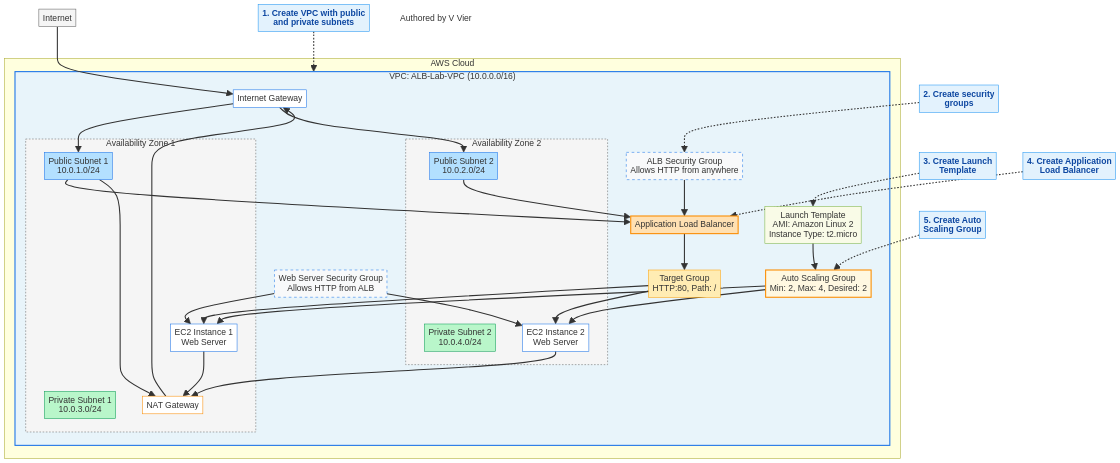 Internet
1. Create VPC with public
and private subnets
Authored by V Vier
AWS Cloud
VPC: ALB-Lab-VPC (10.0.0.0/16)
Internet Gateway
2. Create security
groups
Availability Zone 1
Availability Zone 2
Public Subnet 1
10.0.1.0/24
Public Subnet 2
10.0.2.0/24
ALB Security Group
Allows HTTP from anywhere
3. Create Launch
Template
4. Create Application
Load Balancer
Application Load Balancer
Launch Template
AMI: Amazon Linux 2
Instance Type: t2.micro
5. Create Auto
Scaling Group
Web Server Security Group
Allows HTTP from ALB
Target Group
HTTP:80, Path: /
Auto Scaling Group
Min: 2, Max: 4, Desired: 2
EC2 Instance 1
Web Server
Private Subnet 2
10.0.4.0/24
EC2 Instance 2
Web Server
Private Subnet 1
10.0.3.0/24
NAT Gateway